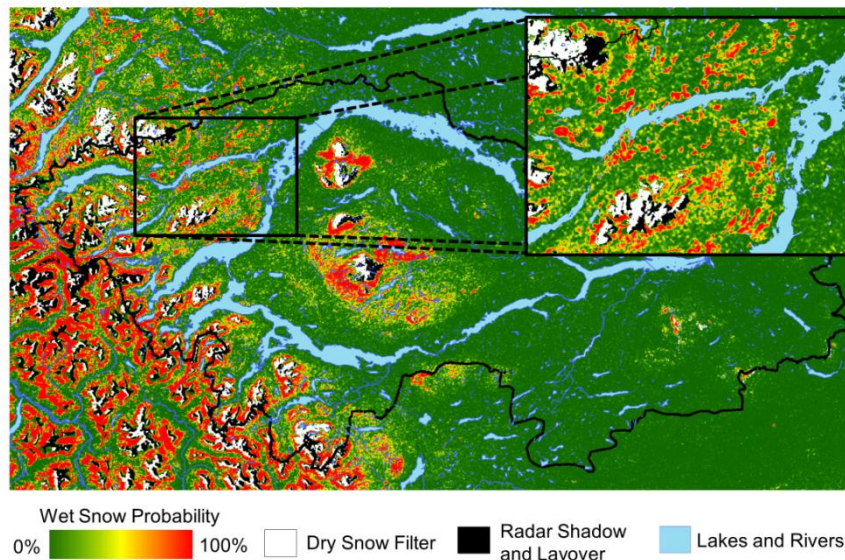 Wet Snow Probability
0%
100%
Dry Snow Filter
Radar Shadow
and Layover
Lakes and Rivers